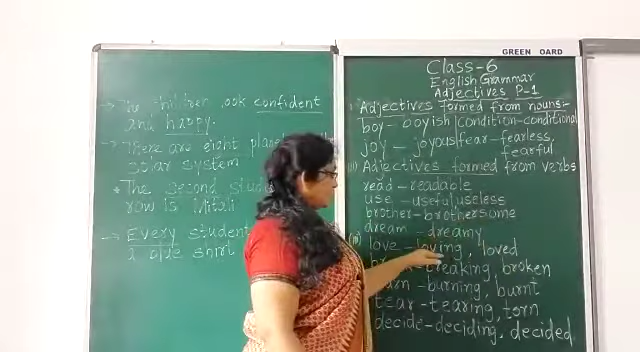 → The children look confident
and happy.
→ There are eight planets
solar system
* The second
row is Mitali
→ Every student
a blue shirt
GREEN OARD
Class-6
English Grammar
Adjectives P-1
Adjectives formed from nouns:-
boy - boyish condition-conditional
joy - joyous fear - fearless,
fearful
(ii) Adjectives formed from verbs
read - readable
use - useful useless
brother - brothersome
dream - dreamy
(iii) love - loving, loved
breaking, broken
burning, burnt
tear - tearing, torn
decide - deciding, decided